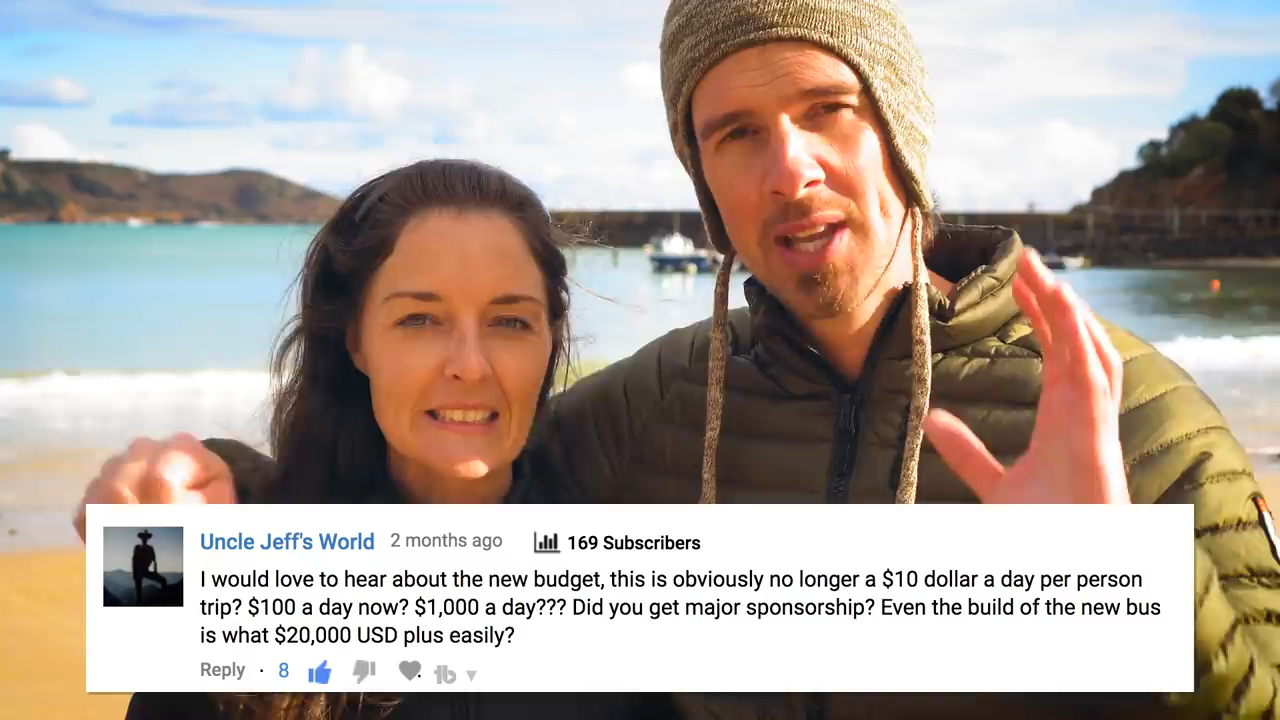 Uncle Jeff's World 2 months ago 169 Subscribers
I would love to hear about the new budget, this is obviously no longer a $10 dollar a day per person
trip? $100 a day now? $1,000 a day??? Did you get major sponsorship? Even the build of the new bus
is what $20,000 USD plus easily?
Reply · 8